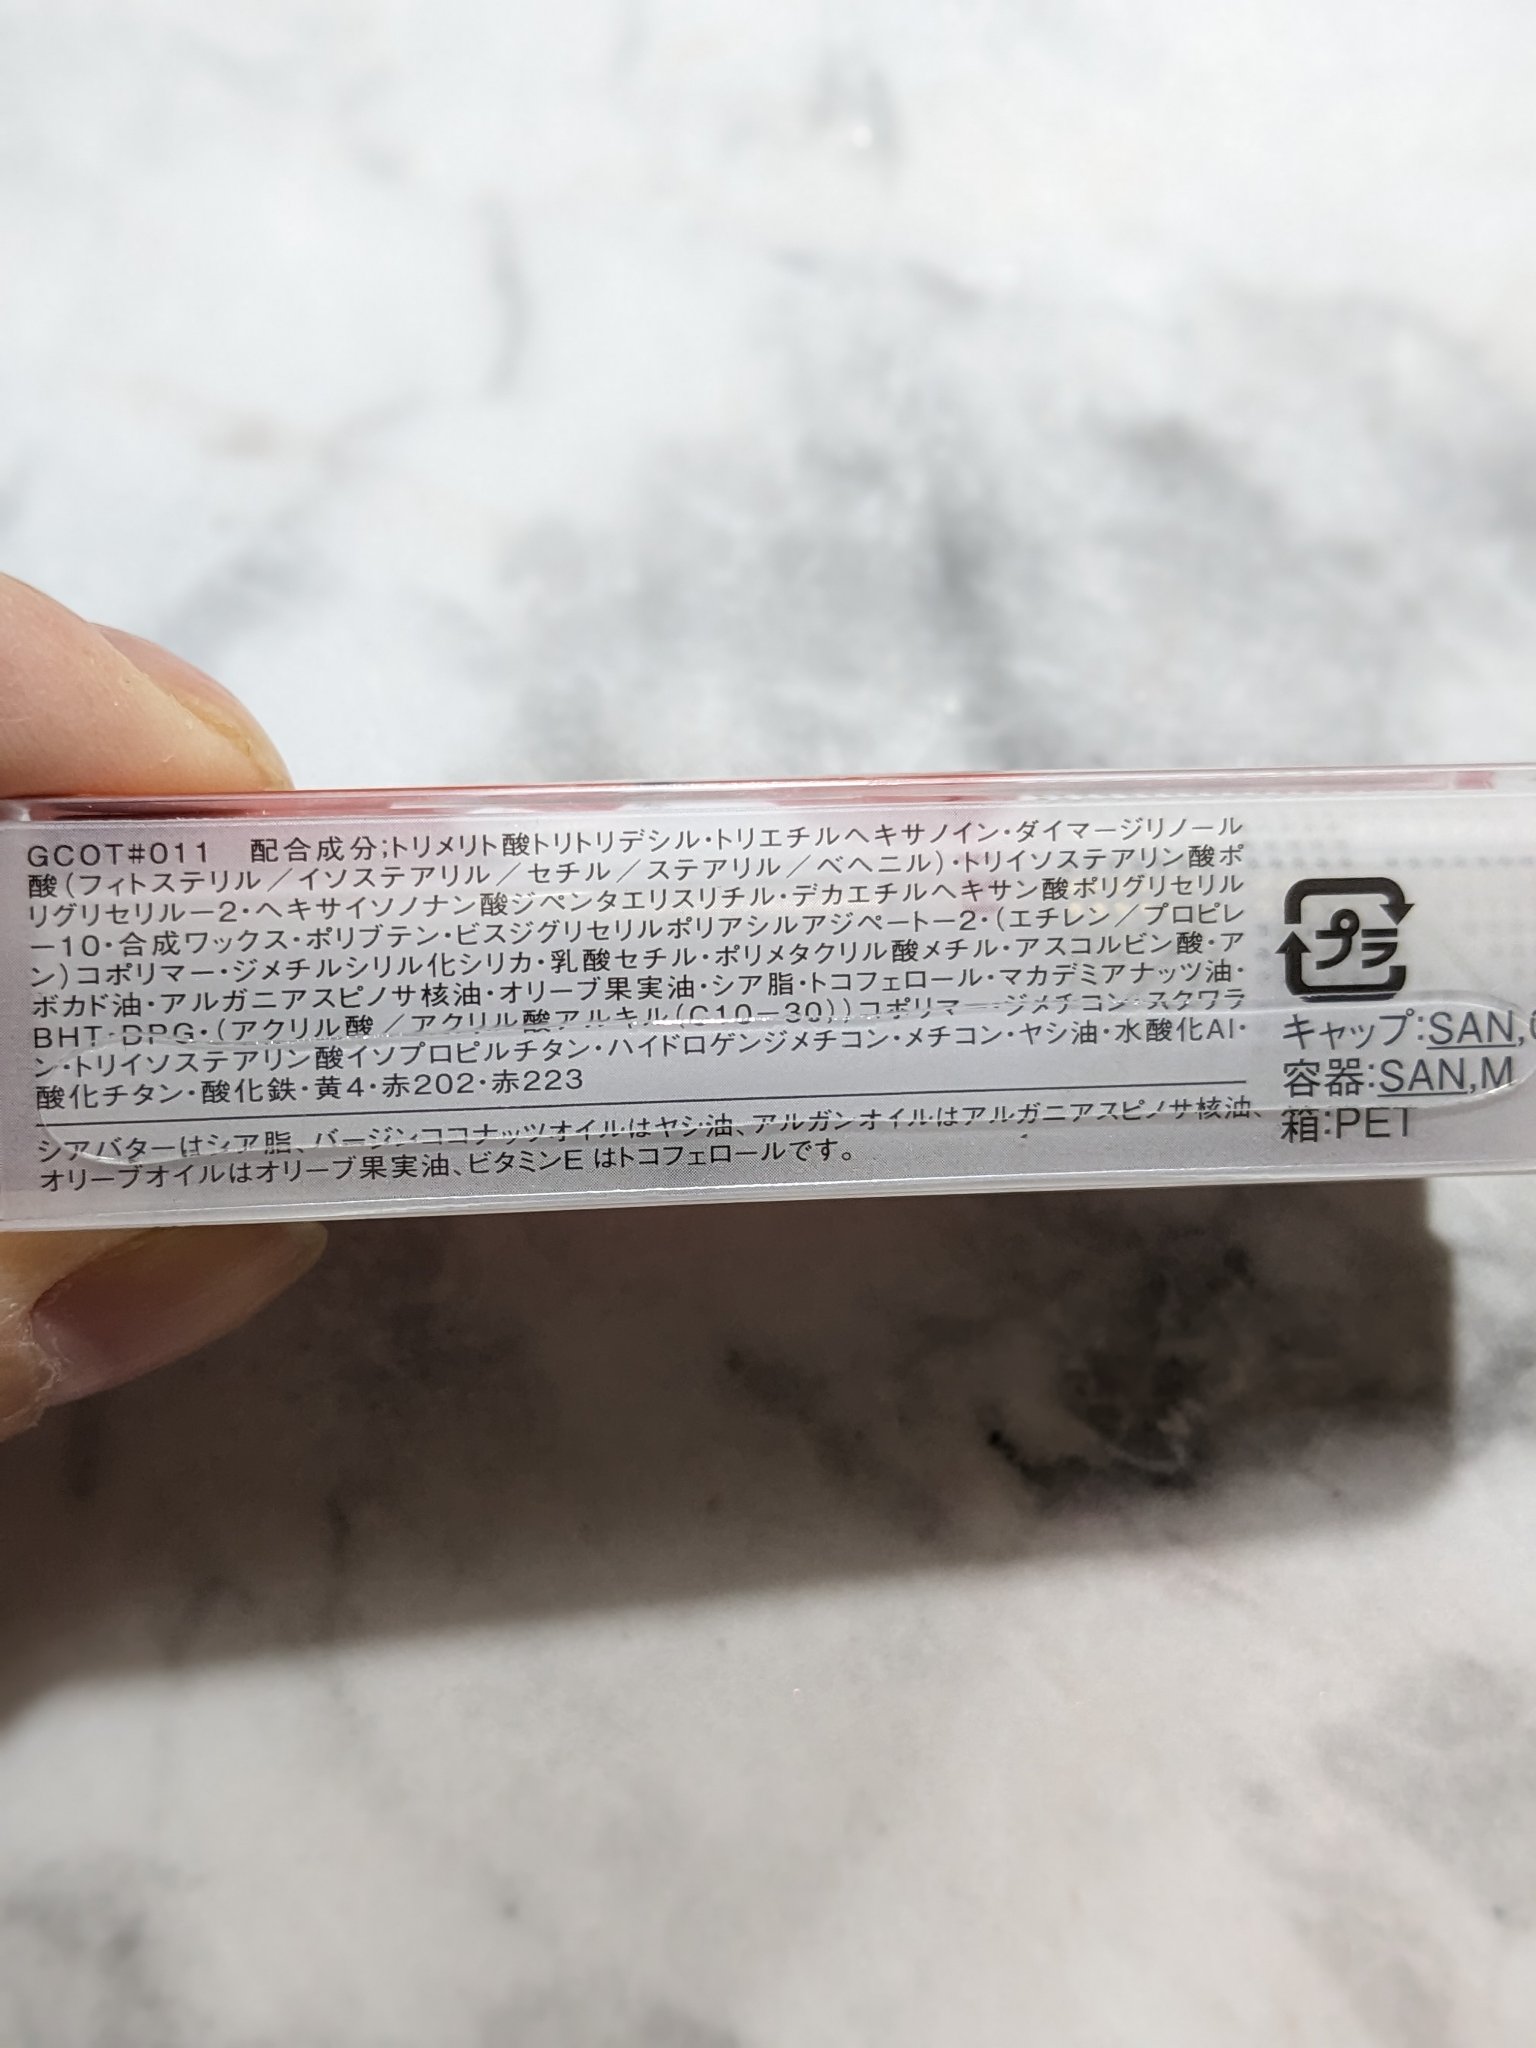 GCOT#011 配合成分;トリメリト酸トリトリデシル・トリエチルヘキサノイン・ダイマージリノール
酸(フィトステリル/イソステアリル/セチル/ステアリル/ベヘニル)・トリイソステアリン酸ポ
リグリセリル−2・ヘキサイソノナン酸ジペンタエリスリチル・デカエチルヘキサン酸ポリグリセリル
−10・合成ワックス・ポリブテン・ビスジグリセリルポリアシルアジペート−2・(エチレン/プロピレ
ン)コポリマー・ジメチルシリル化シリカ・乳酸セチル・ポリメタクリル酸メチル・アスコルビン酸・ア
ボカド油・アルガニアスピノサ核油・オリーブ果実油・シア脂・トコフェロール・マカデミアナッツ油・
BHT・DPG・(アクリル酸/アクリル酸アルキル(C10−30))コポリマー・ジメチコン・スクワラ
ン・トリイソステアリン酸イソプロピルチタン・ハイドロゲンジメチコン・メチコン・ヤシ油・水酸化Al・
酸化チタン・酸化鉄・黄4・赤202・赤223
シアバターはシア脂、バージンココナッツオイルはヤシ油、アルガンオイルはアルガニアスピノサ核油、
オリーブオイルはオリーブ果実油、ビタミンE はトコフェロールです。
プラ
キャップ:SAN,
容器:SAN,M
箱:PET